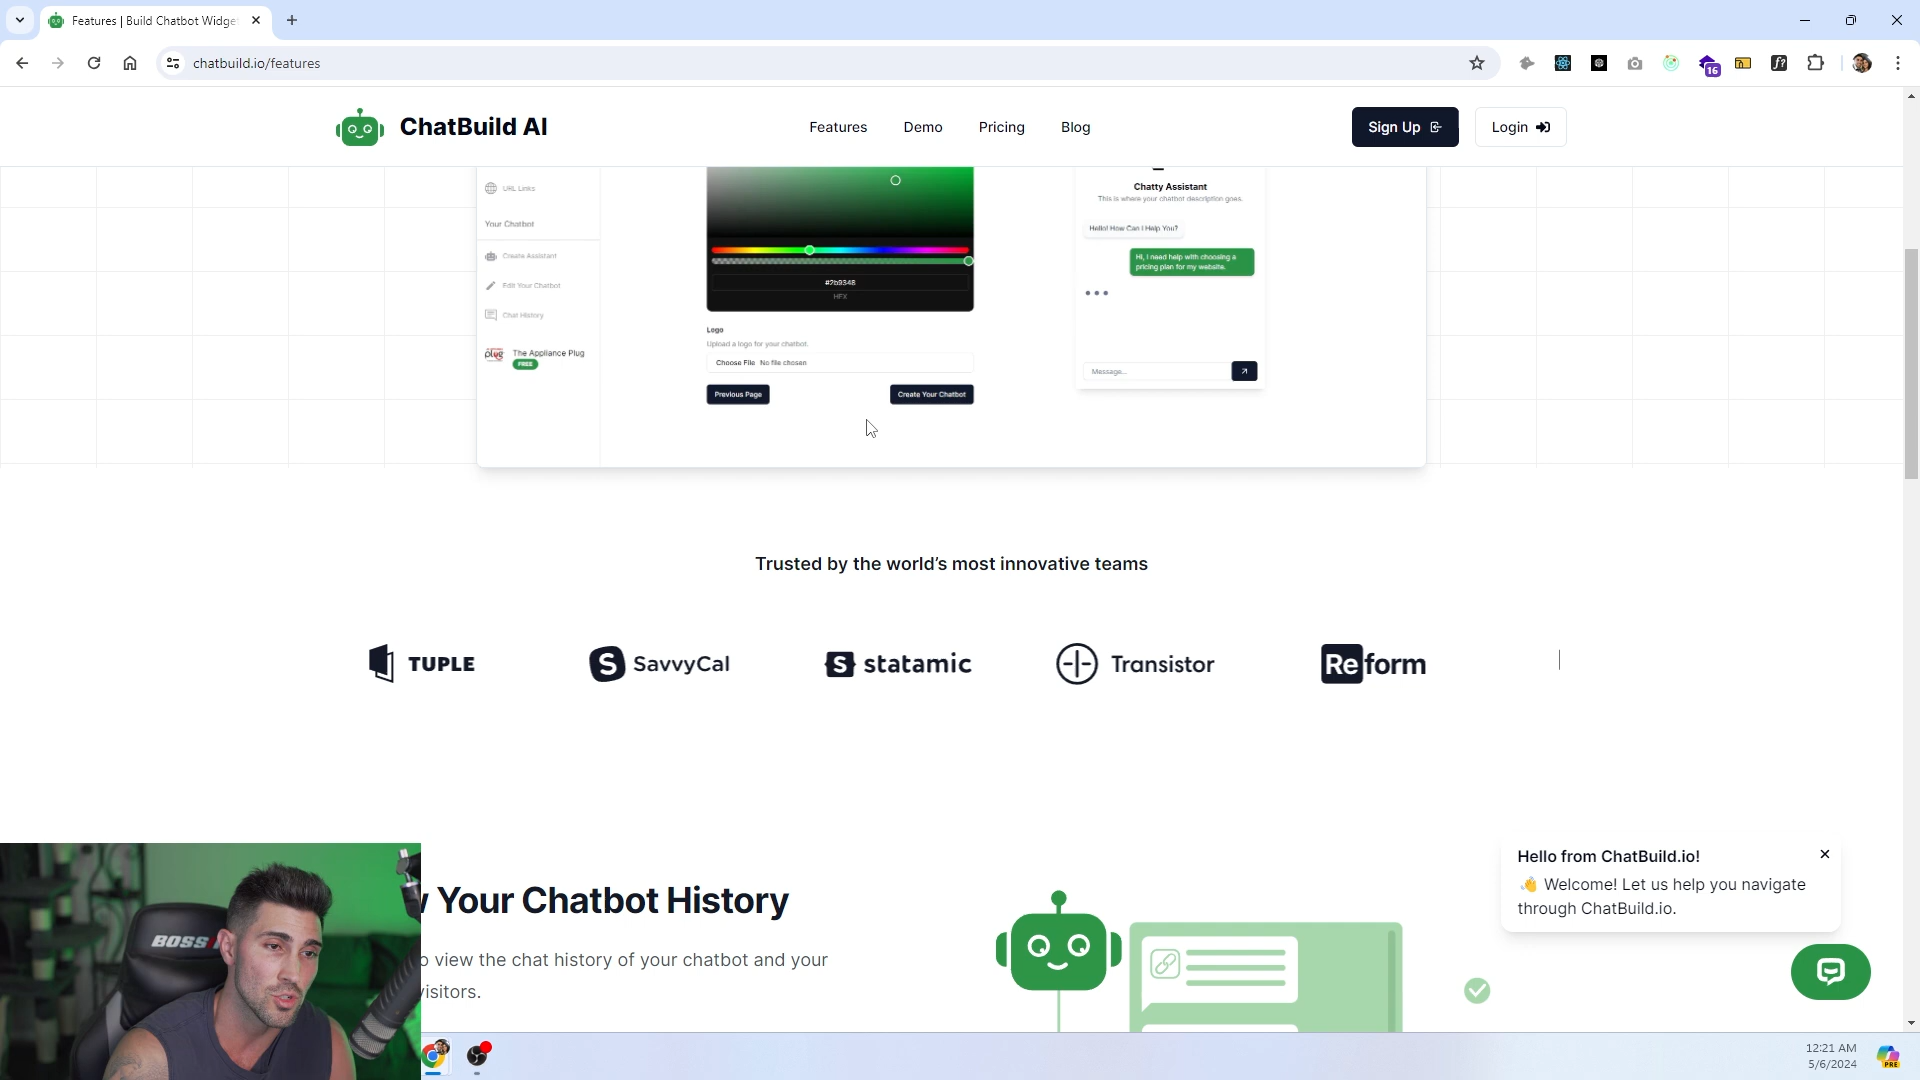 Features | Build Chatbot Widge
chatbuild.io/features
16
f?
ChatBuild AI
Features
Demo
Pricing
Blog
Sign Up
Login
URL Links
Your Chatbot
Create Assistant
Edit Your Chatbot
Chat History
plug
The Appliance Plug
FREE
#2b9348
HEX
Logo
Upload a logo for your chatbot.
Choose File No file chosen
Previous Page
Create Your Chatbot
Chatty Assistant
This is where your chatbot description goes.
Hello! How Can I Help You?
Hi, I need help with choosing a
pricing plan for my website.
Message...
Trusted by the world’s most innovative teams
TUPLE
S SavvyCal
S statamic
Transistor
Reform
Your Chatbot History
view the chat history of your chatbot and your
visitors.
Hello from ChatBuild.io!
👋 Welcome! Let us help you navigate
through ChatBuild.io.
BOSS
12:21 AM
5/6/2024
PRE